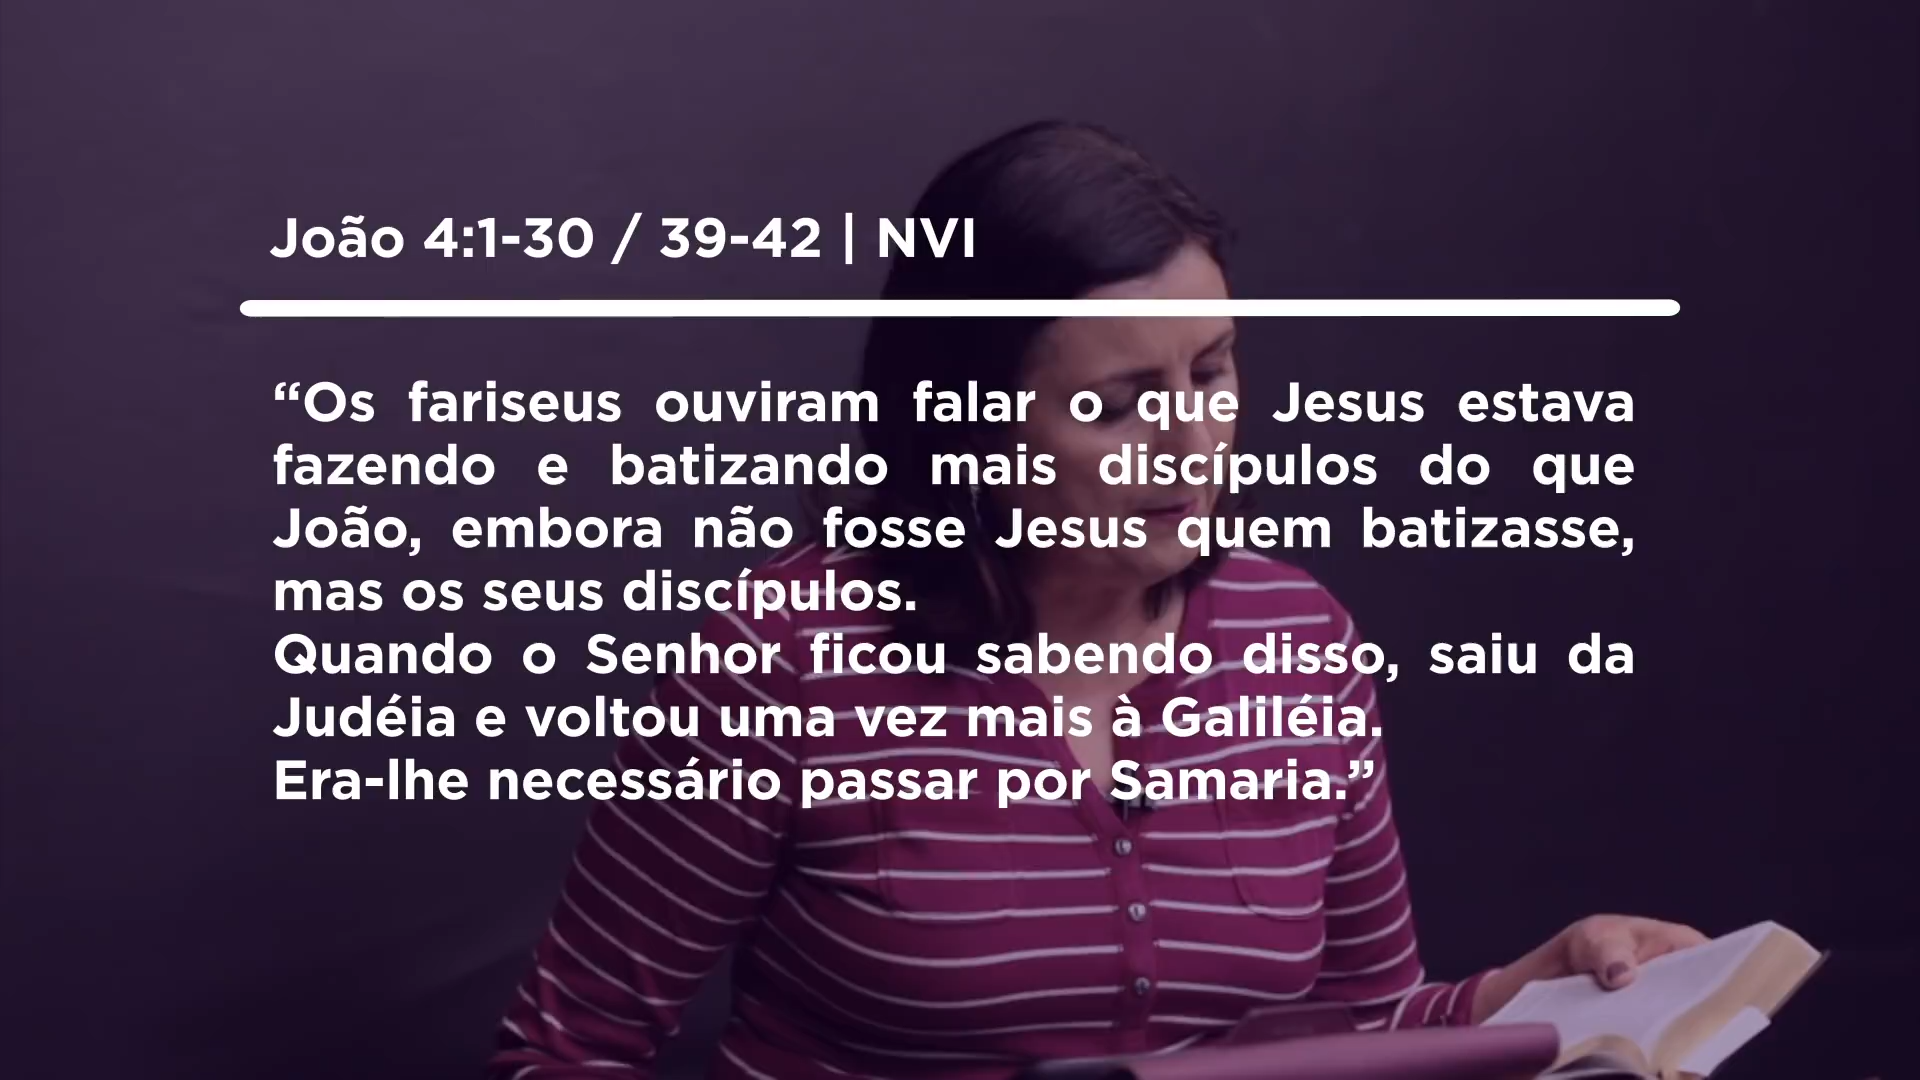 João 4:1-30 / 39-42 | NVI
“Os fariseus ouviram falar o que Jesus estava
fazendo e batizando mais discípulos do que
João, embora não fosse Jesus quem batizasse,
mas os seus discípulos.
Quando o Senhor ficou sabendo disso, saiu da
Judéia e voltou uma vez mais à Galiléia.
Era-lhe necessário passar por Samaria.”